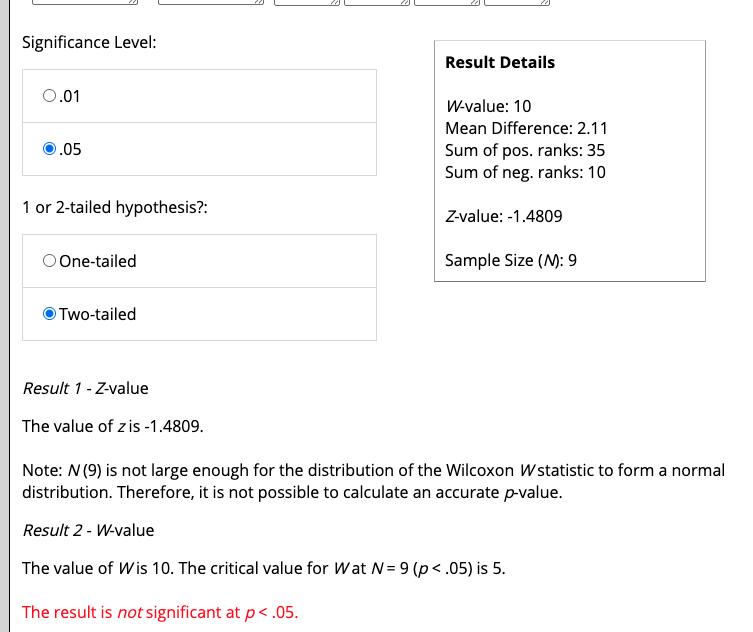 Significance Level:
.01
.05
1 or 2-tailed hypothesis?:
One-tailed
Two-tailed
Result Details
W-value: 10
Mean Difference: 2.11
Sum of pos. ranks: 35
Sum of neg. ranks: 10
Z-value: -1.4809
Sample Size (N): 9
Result 1 - Z-value
The value of z is -1.4809.
Note: N (9) is not large enough for the distribution of the Wilcoxon W statistic to form a normal
distribution. Therefore, it is not possible to calculate an accurate p-value.
Result 2 - W-value
The value of W is 10. The critical value for W at N = 9 (p < .05) is 5.
The result is not significant at p < .05.